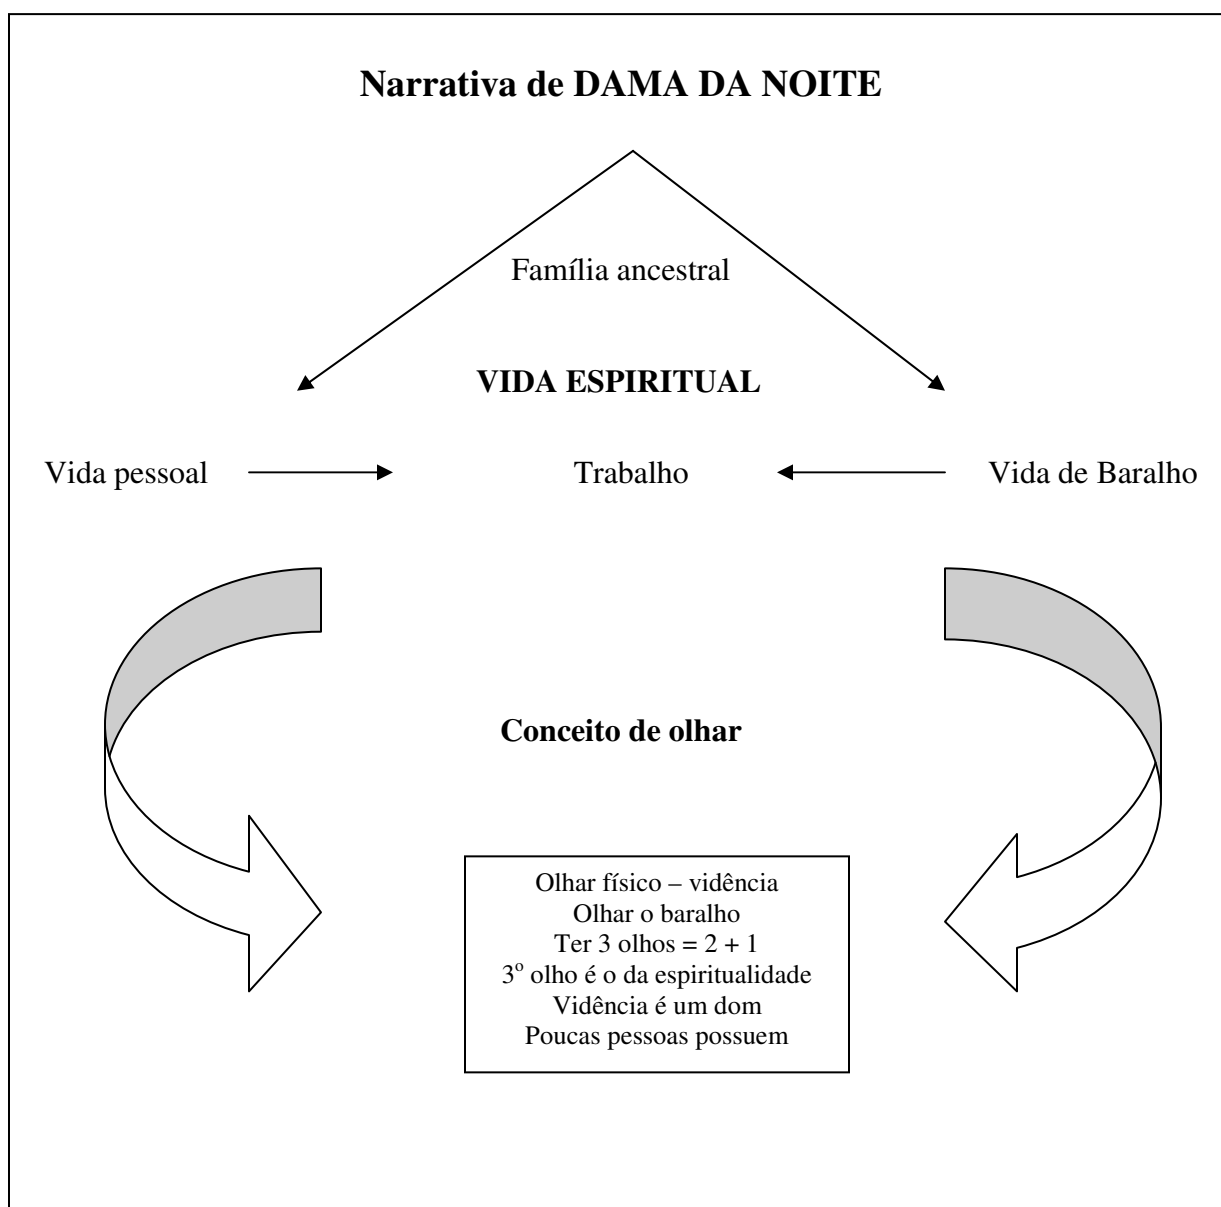 Narrativa de DAMA DA NOITE
Família ancestral
VIDA ESPIRITUAL
Vida pessoal Trabalho Vida de Baralho
Conceito de olhar
Olhar físico – vidência
Olhar o baralho
Ter 3 olhos = 2 + 1
3º olho é o da espiritualidade
Vidência é um dom
Poucas pessoas possuem